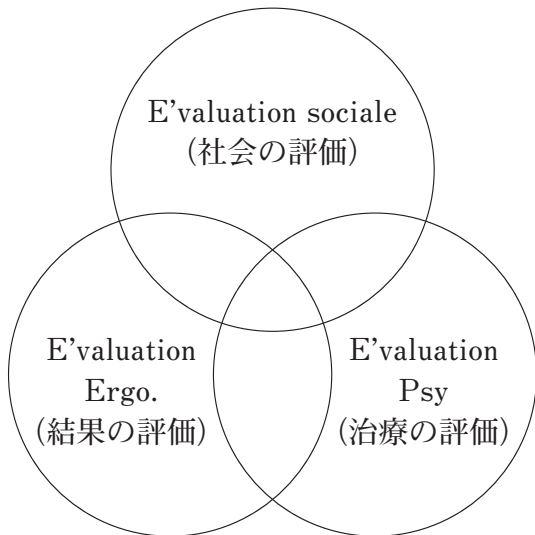 E’valuation sociale
（社会の評価）
E’valuation
Ergo.
（結果の評価）
E’valuation
Psy
（治療の評価）